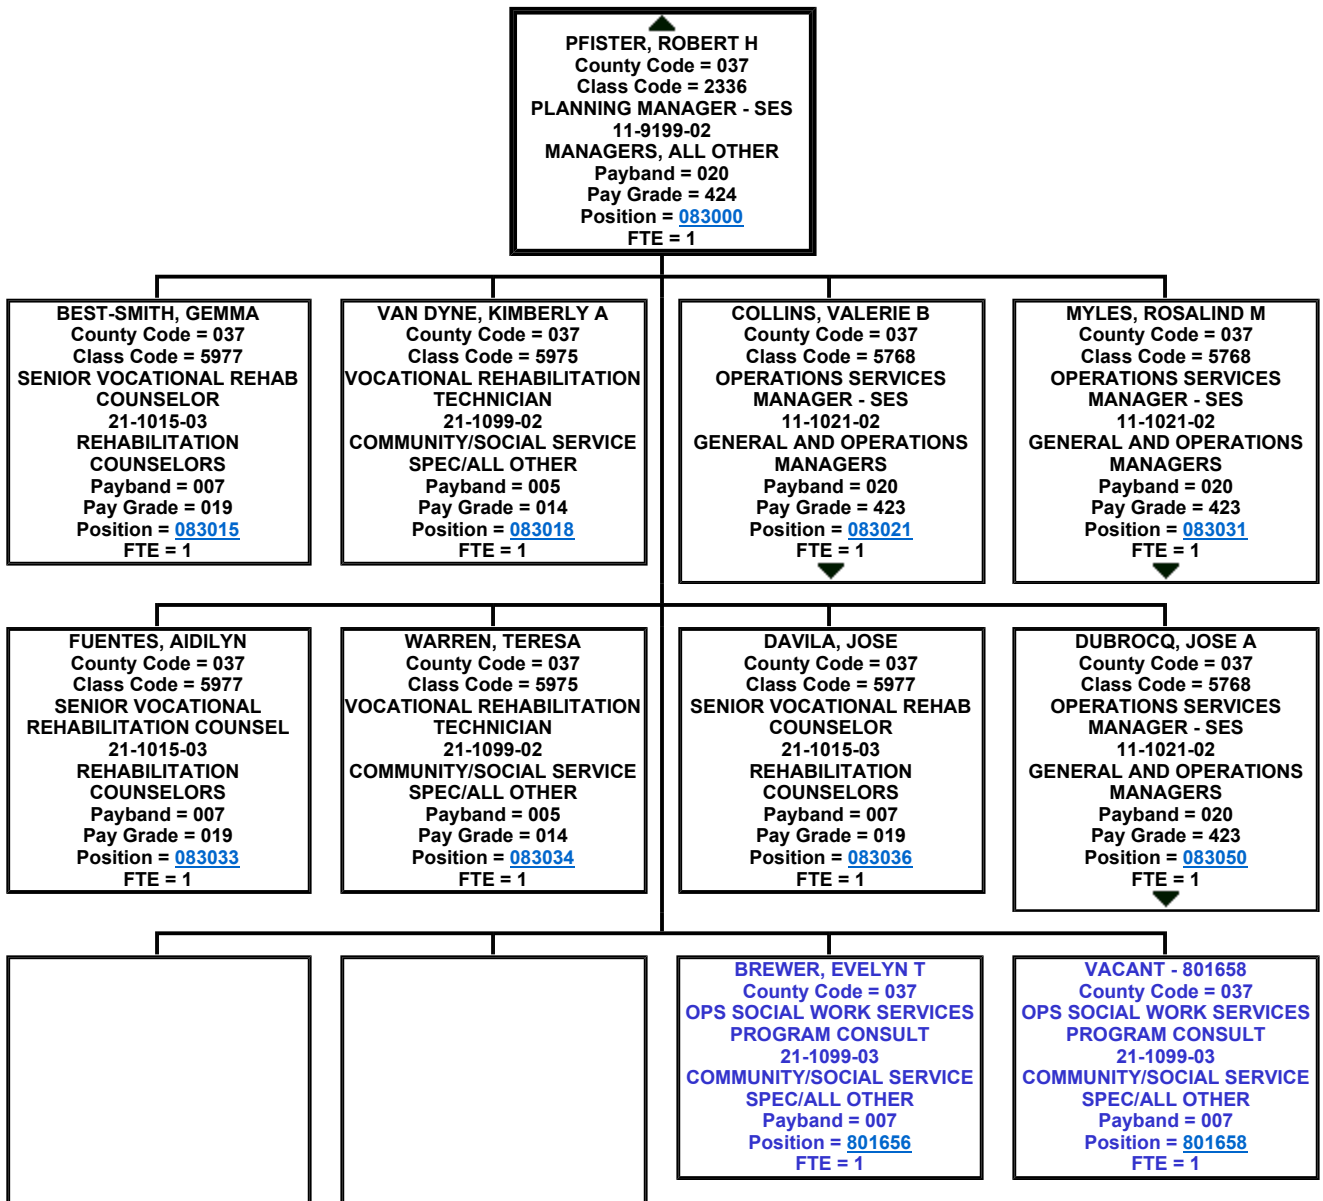 PFISTER, ROBERT H
County Code = 037
Class Code = 2336
PLANNING MANAGER - SES
11-9199-02
MANAGERS, ALL OTHER
Payband = 020
Pay Grade = 424
Position = 083000
FTE = 1
BEST-SMITH, GEMMA
County Code = 037
Class Code = 5977
SENIOR VOCATIONAL REHAB
COUNSELOR
21-1015-03
REHABILITATION
COUNSELORS
Payband = 007
Pay Grade = 019
Position = 083015
FTE = 1
VAN DYNE, KIMBERLY A
County Code = 037
Class Code = 5975
VOCATIONAL REHABILITATION
TECHNICIAN
21-1099-02
COMMUNITY/SOCIAL SERVICE
SPEC/ALL OTHER
Payband = 005
Pay Grade = 014
Position = 083018
FTE = 1
COLLINS, VALERIE B
County Code = 037
Class Code = 5768
OPERATIONS SERVICES
MANAGER - SES
11-1021-02
GENERAL AND OPERATIONS
MANAGERS
Payband = 020
Pay Grade = 423
Position = 083021
FTE = 1
MYLES, ROSALIND M
County Code = 037
Class Code = 5768
OPERATIONS SERVICES
MANAGER - SES
11-1021-02
GENERAL AND OPERATIONS
MANAGERS
Payband = 020
Pay Grade = 423
Position = 083031
FTE = 1
FUENTES, AIDILYN
County Code = 037
Class Code = 5977
SENIOR VOCATIONAL
REHABILITATION COUNSEL
21-1015-03
REHABILITATION
COUNSELORS
Payband = 007
Pay Grade = 019
Position = 083033
FTE = 1
WARREN, TERESA
County Code = 037
Class Code = 5975
VOCATIONAL REHABILITATION
TECHNICIAN
21-1099-02
COMMUNITY/SOCIAL SERVICE
SPEC/ALL OTHER
Payband = 005
Pay Grade = 014
Position = 083034
FTE = 1
DAVILA, JOSE
County Code = 037
Class Code = 5977
SENIOR VOCATIONAL REHAB
COUNSELOR
21-1015-03
REHABILITATION
COUNSELORS
Payband = 007
Pay Grade = 019
Position = 083036
FTE = 1
DUBROCQ, JOSE A
County Code = 037
Class Code = 5768
OPERATIONS SERVICES
MANAGER - SES
11-1021-02
GENERAL AND OPERATIONS
MANAGERS
Payband = 020
Pay Grade = 423
Position = 083050
FTE = 1
BREWER, EVELYN T
County Code = 037
OPS SOCIAL WORK SERVICES
PROGRAM CONSULT
21-1099-03
COMMUNITY/SOCIAL SERVICE
SPEC/ALL OTHER
Payband = 007
Position = 801656
FTE = 1
VACANT - 801658
County Code = 037
OPS SOCIAL WORK SERVICES
PROGRAM CONSULT
21-1099-03
COMMUNITY/SOCIAL SERVICE
SPEC/ALL OTHER
Payband = 007
Position = 801658
FTE = 1